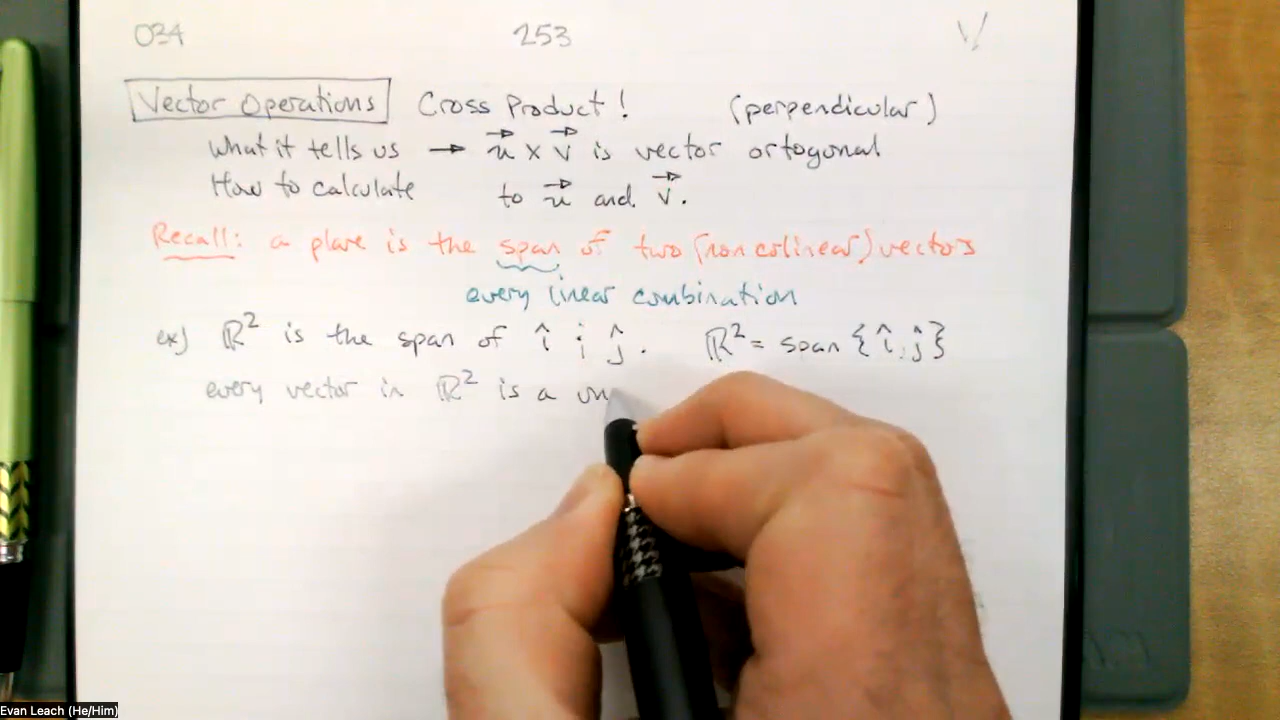 034 253 V/
Vector Operations Cross Product! (perpendicular)
What it tells us → u⃗ × v⃗ is vector ortogonal
How to calculate to u⃗ and v⃗.
Recall: a plane is the span of two (non colinear) vectors
every linear combination
ex) ℝ² is the span of î ; ĵ. ℝ² = span {î, ĵ}
every vector in ℝ² is a un
Evan Leach (He/Him)